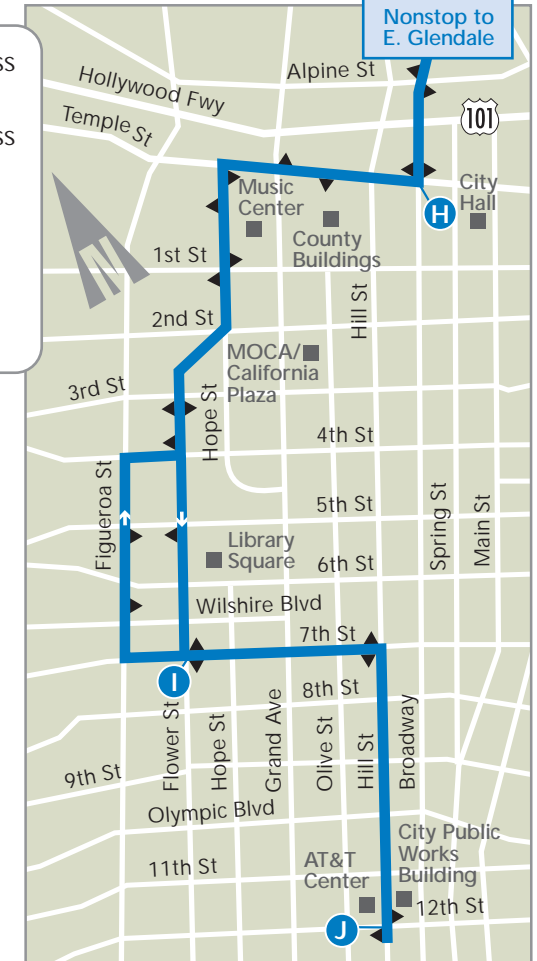 Nonstop to
E. Glendale
ss
ss
Alpine St
Hollywood Fwy
101
Temple St
Music
Center
City
Hall
H
County
Buildings
1st St
N
Hill St
2nd St
MOCA/
California
Plaza
3rd St
Hope St
4th St
Figueroa St
5th St
Spring St
Main St
Library
Square
6th St
Wilshire Blvd
7th St
I
8th St
Flower St
Hope St
Grand Ave
Olive St
Hill St
Broadway
9th St
Olympic Blvd
City Public
Works
Building
11th St
AT&T
Center
12th St
J